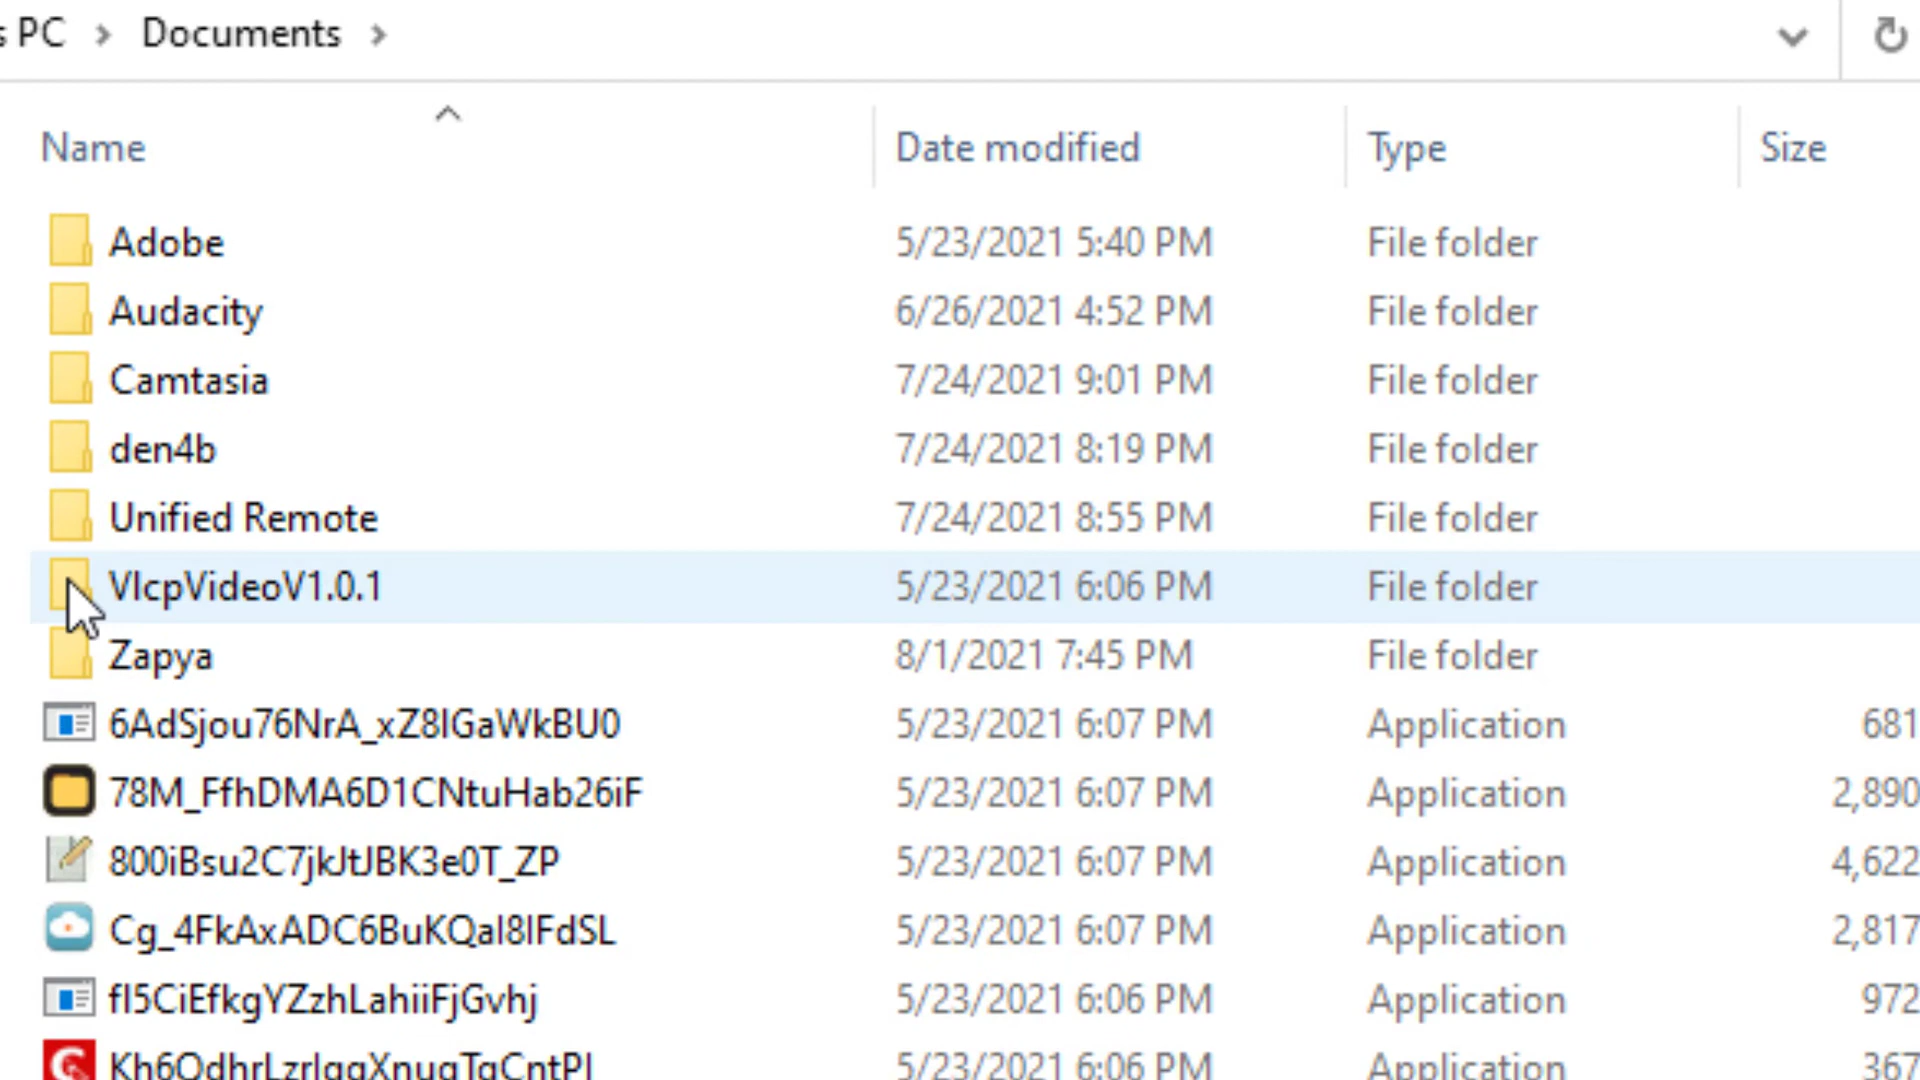 s PC > Documents >
Name Date modified Type Size
Adobe 5/23/2021 5:40 PM File folder
Audacity 6/26/2021 4:52 PM File folder
Camtasia 7/24/2021 9:01 PM File folder
den4b 7/24/2021 8:19 PM File folder
Unified Remote 7/24/2021 8:55 PM File folder
VlcpVideoV1.0.1 5/23/2021 6:06 PM File folder
Zapya 8/1/2021 7:45 PM File folder
6AdSjou76NrA_xZ8lGaWkBU0 5/23/2021 6:07 PM Application 681
78M_FfhDMA6D1CNtuHab26iF 5/23/2021 6:07 PM Application 2,890
800iBsu2C7jkJtJBK3e0T_ZP 5/23/2021 6:07 PM Application 4,622
Cg_4FkAxADC6BuKQal8lFdSL 5/23/2021 6:07 PM Application 2,817
fl5CiEfkgYZzhLahiiFjGvhj 5/23/2021 6:06 PM Application 972
5/23/2021 6:06 PM Application 367